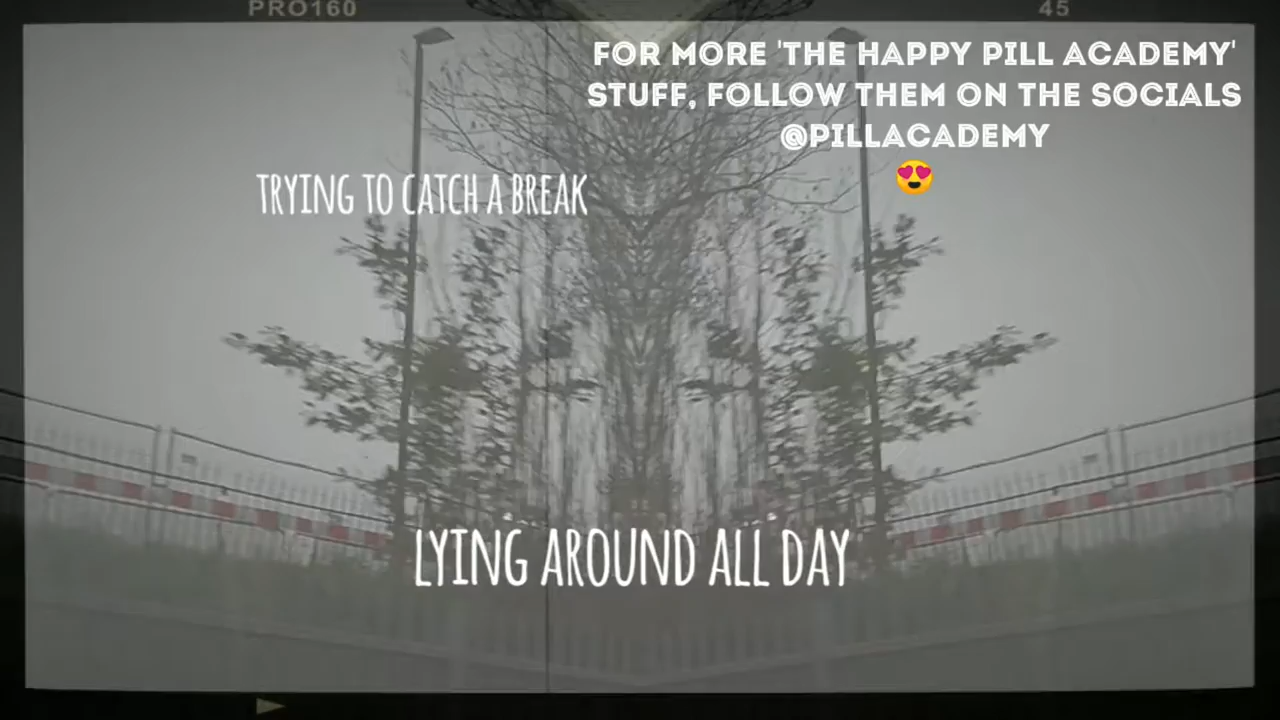 PRO160
45
FOR MORE 'THE HAPPY PILL ACADEMY'
STUFF, FOLLOW THEM ON THE SOCIALS
@PILLACADEMY
😍
TRYING TO CATCH A BREAK
LYING AROUND ALL DAY